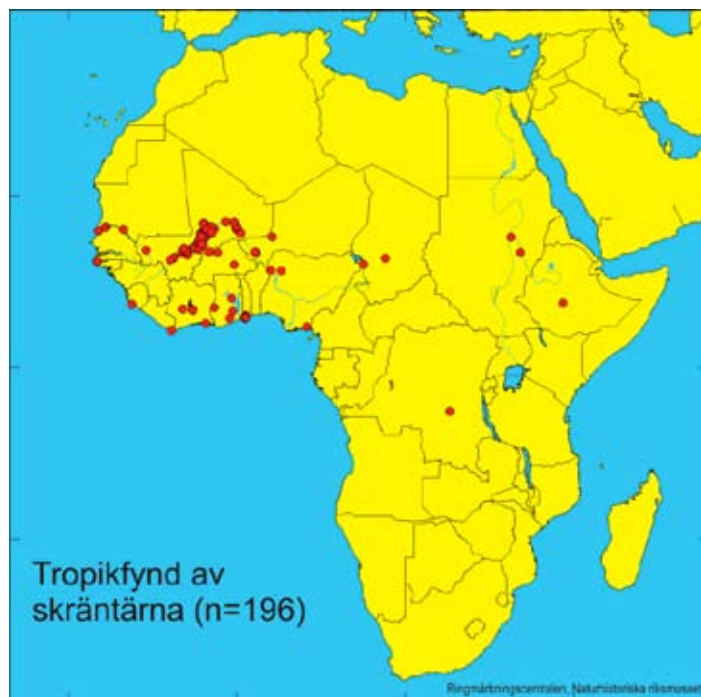 Tropikfynd av
skräntärna (n=196)
Ringmärkningscentralen, Naturhistoriska riksmuseet